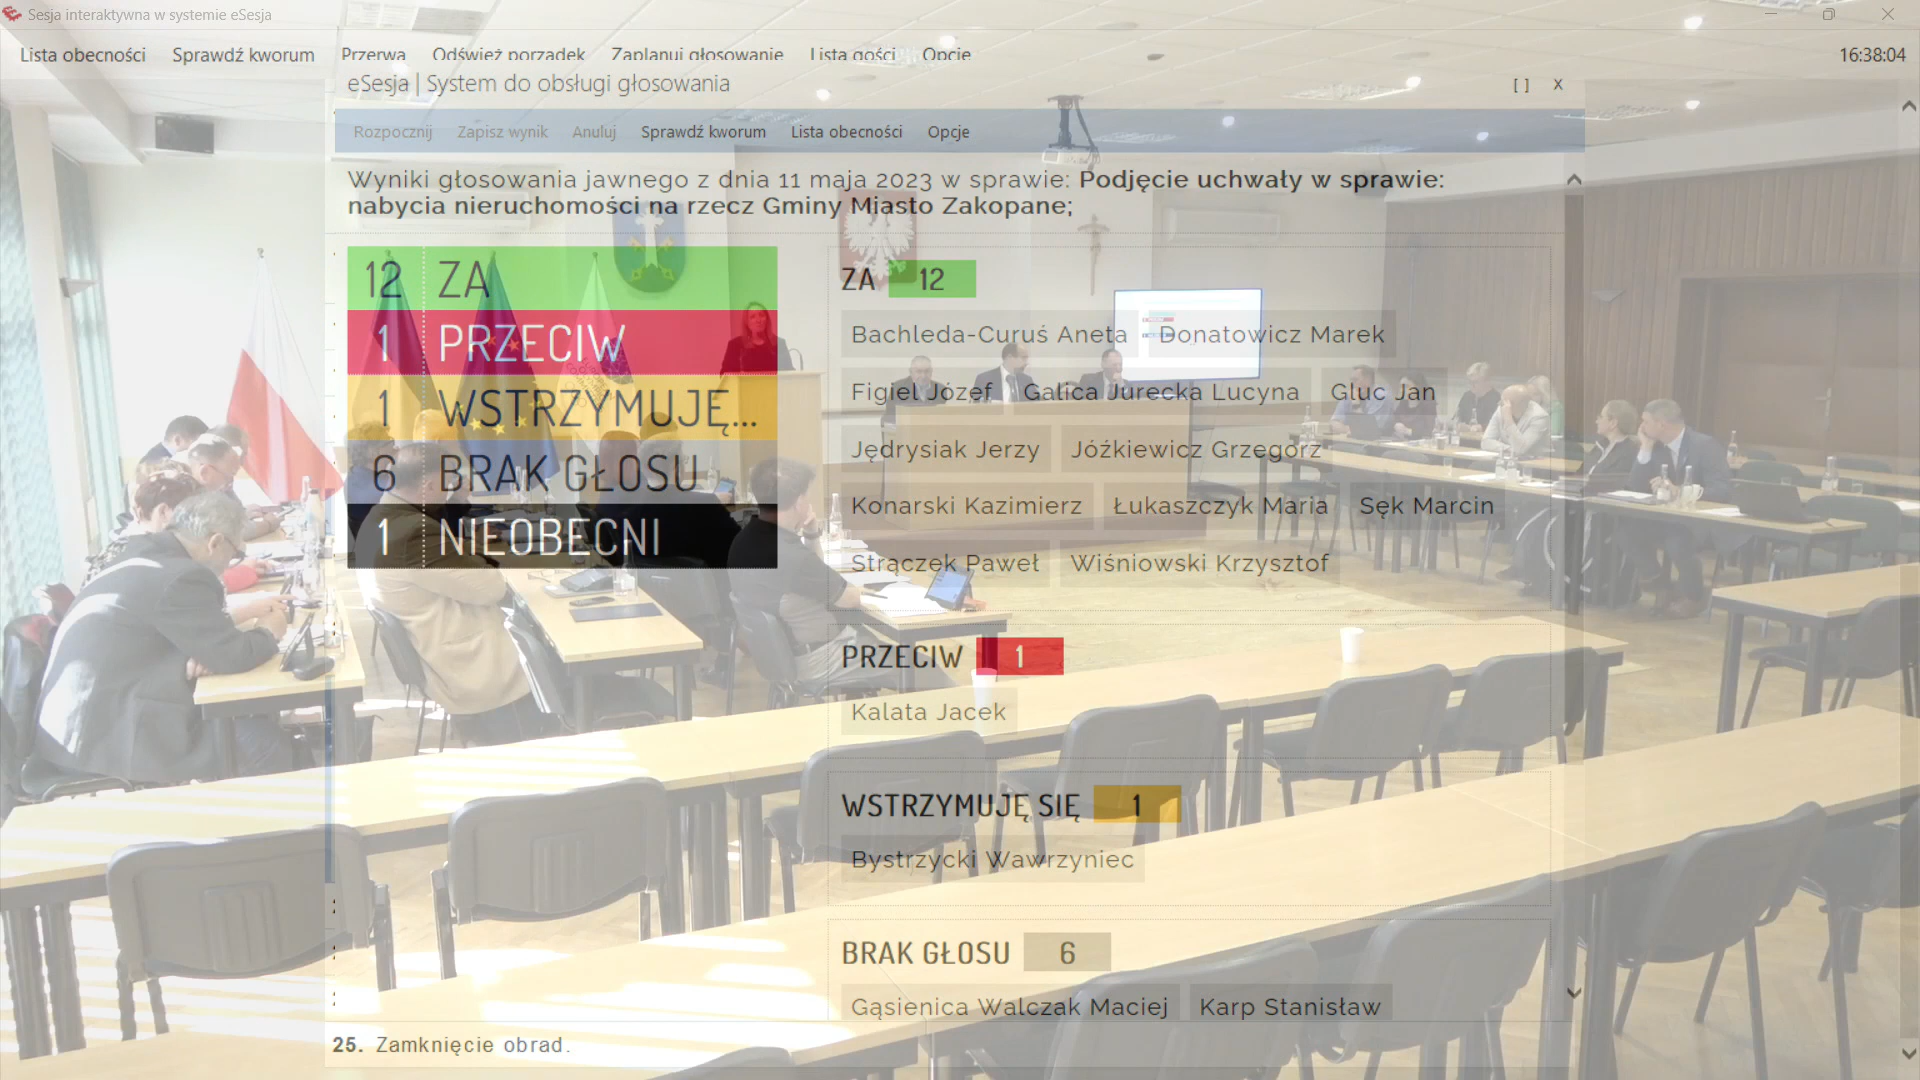 Sesja interaktywna w systemie eSesja
Lista obecności Sprawdź kworum Przerwa Odśwież porządek Zaplanuj głosowanie Lista gości Opcje 16:38:04
eSesja | System do obsługi głosowania [ ] X
Rozpocznij Zapisz wynik Anuluj Sprawdź kworum Lista obecności Opcje
Wyniki głosowania jawnego z dnia 11 maja 2023 w sprawie: Podjęcie uchwały w sprawie:
nabycia nieruchomości na rzecz Gminy Miasto Zakopane;
12 ZA
1 PRZECIW
1 WSTRZYMUJĘ...
6 BRAK GŁOSU
1 NIEOBECNI
ZA 12
Bachleda-Curuś Aneta Donatowicz Marek
Figiel Józef Galica Jurecka Lucyna Gluc Jan
Jędrysiak Jerzy Jóźkiewicz Grzegorz
Konarski Kazimierz Łukaszczyk Maria Sęk Marcin
Strączek Paweł Wiśniowski Krzysztof
PRZECIW 1
Kalata Jacek
WSTRZYMUJĘ SIĘ 1
Bystrzycki Wawrzyniec
BRAK GŁOSU 6
Gąsienica Walczak Maciej Karp Stanisław
25. Zamknięcie obrad.